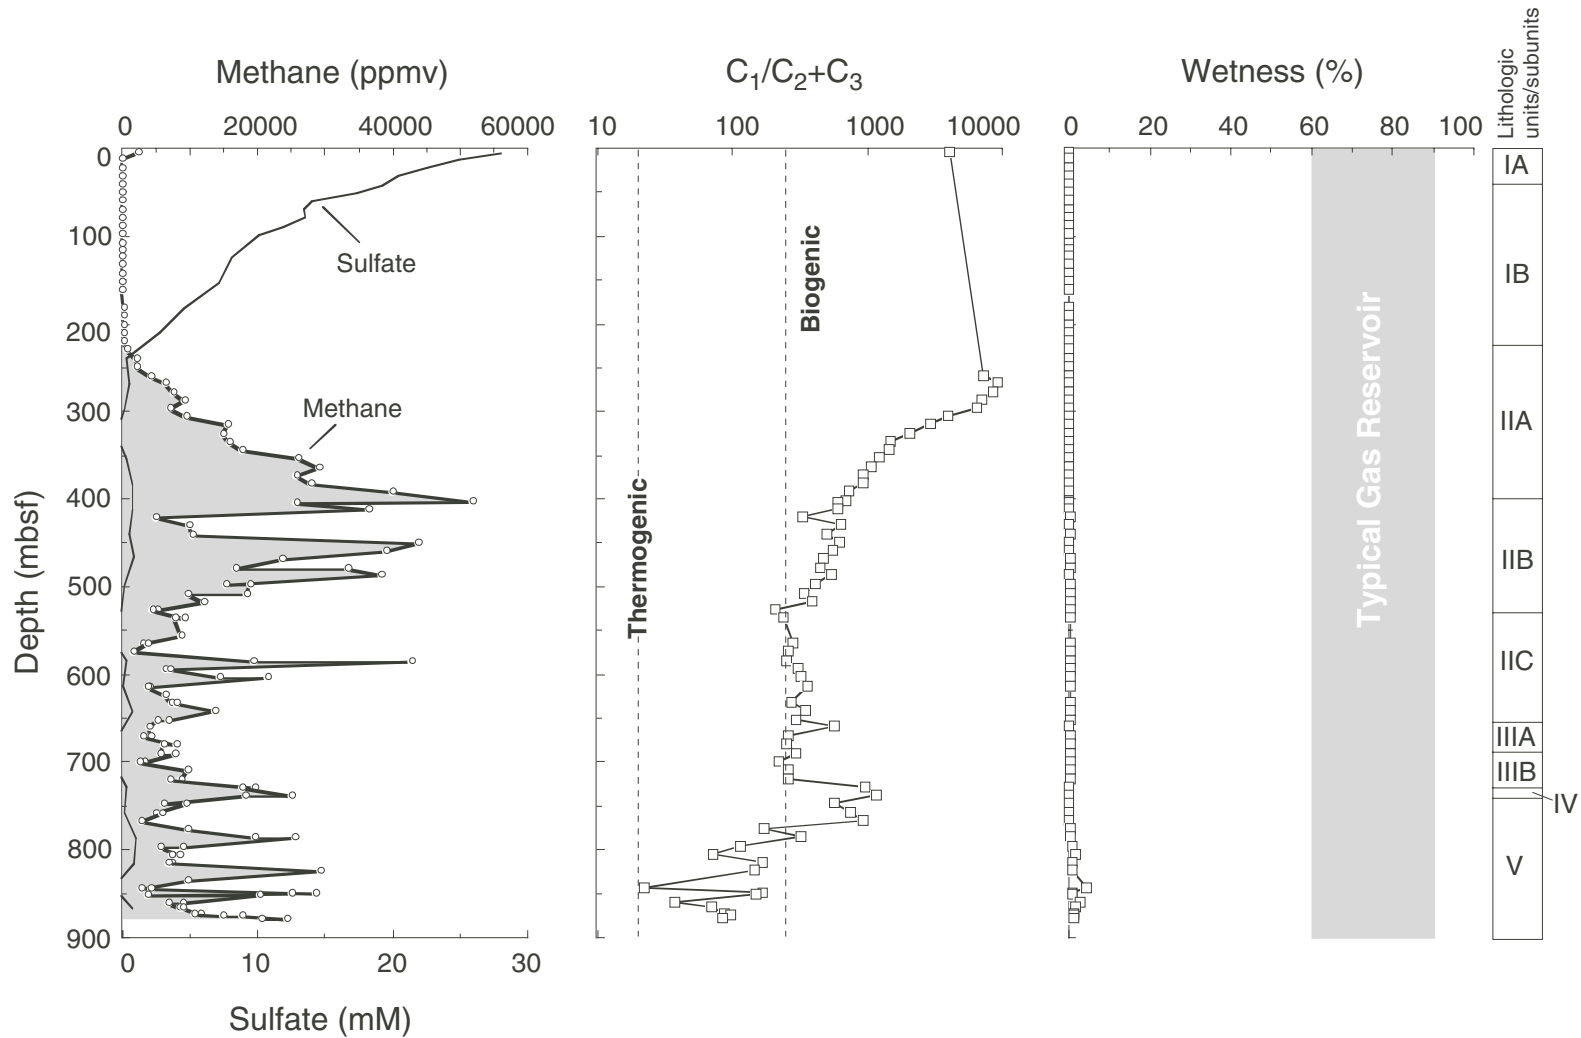 Methane (ppmv)
0 20000 40000 60000
C1/C2+C3
10 100 1000 10000
Wetness (%)
0 20 40 60 80 100
Lithologic
units/subunits
Depth (mbsf)
0
100
200
300
400
500
600
700
800
900
Sulfate
Methane
0 10 20 30
Sulfate (mM)
Thermogenic
Biogenic
Typical Gas Reservoir
IA
IB
IIA
IIB
IIC
IIIA
IIIB
IV
V